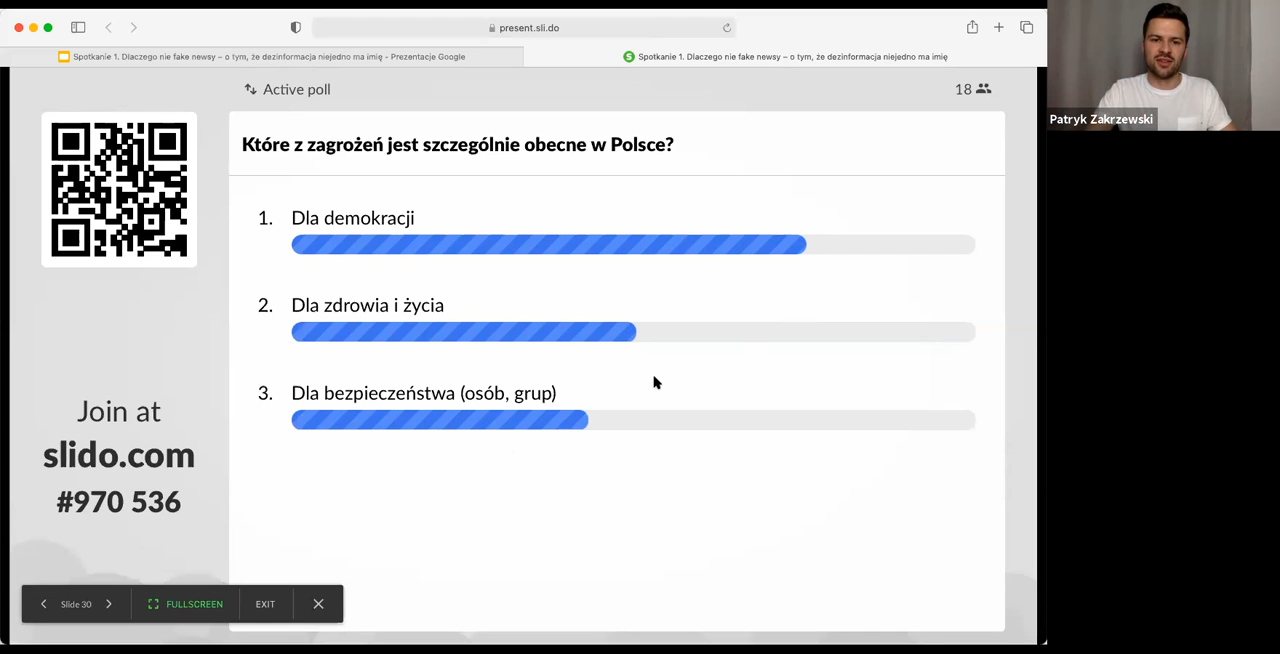 present.sli.do
Spotkanie 1. Dlaczego nie fake newsy – o tym, że dezinformacja niejedno ma imię - Prezentacje Google
Spotkanie 1. Dlaczego nie fake newsy – o tym, że dezinformacja niejedno ma imię
Active poll
18
Które z zagrożeń jest szczególnie obecne w Polsce?
1. Dla demokracji
2. Dla zdrowia i życia
3. Dla bezpieczeństwa (osób, grup)
Join at
slido.com
#970 536
Slide 30
FULLSCREEN
EXIT
Patryk Zakrzewski